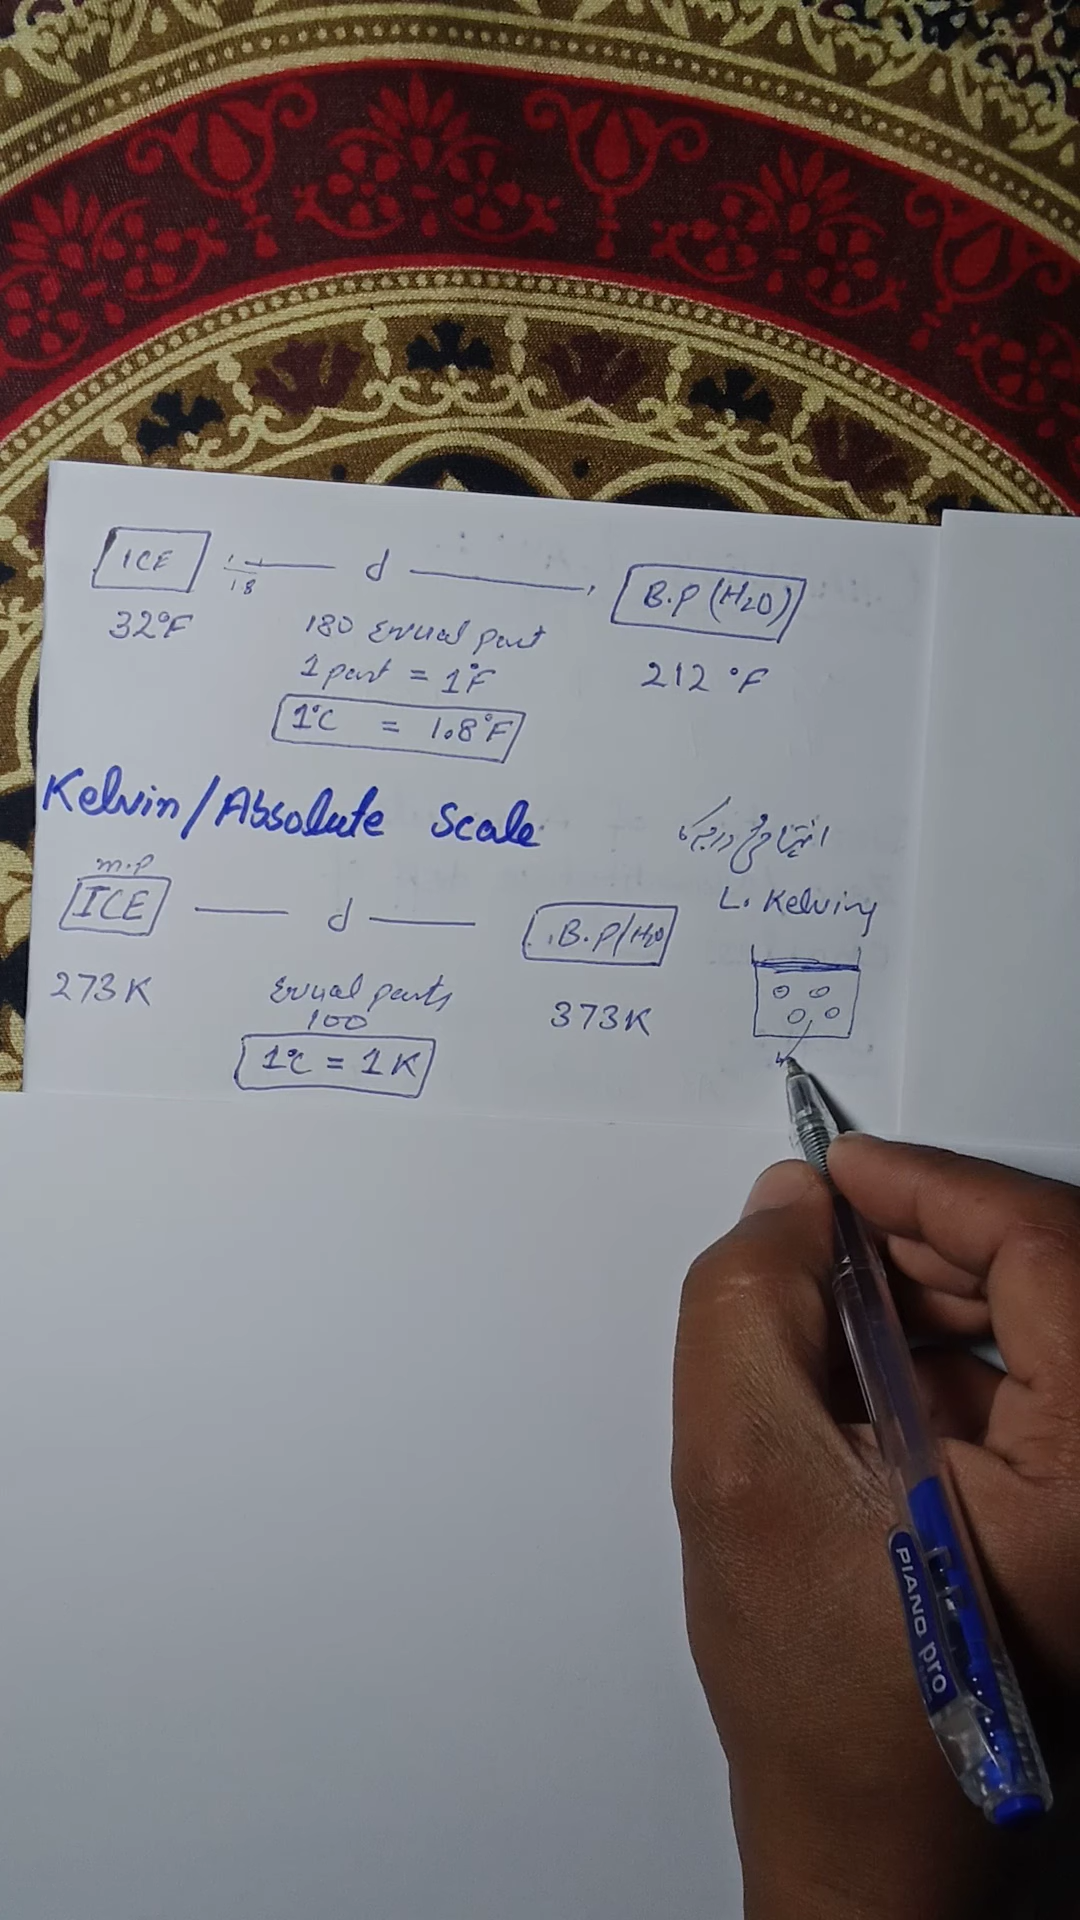 ICE d B.P (H2O)
1.8
32°F 180 Equal part 212 °F
1 part = 1°F
1°C = 1.8°F
Kelvin/Absolute Scale
m.p
ICE d B.P/H2O L. Kelvin
273K Equal parts 373K
100
1°C = 1K
PIANO pro